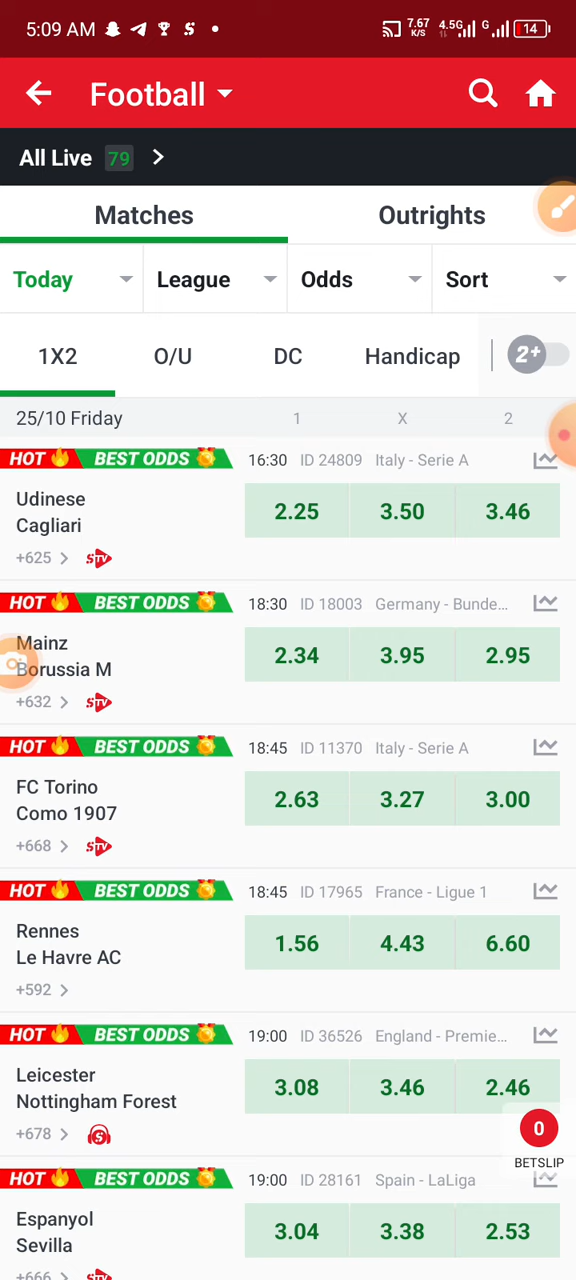 5:09 AM
7.67 K/S 4.5G G 14
Football
All Live 79
Matches Outrights
Today League Odds Sort
1X2 O/U DC Handicap 2+
25/10 Friday 1 X 2
HOT BEST ODDS 16:30 ID 24809 Italy - Serie A
Udinese
Cagliari
2.25 3.50 3.46
+625 STV
HOT BEST ODDS 18:30 ID 18003 Germany - Bunde...
Mainz
Borussia M
2.34 3.95 2.95
+632 STV
HOT BEST ODDS 18:45 ID 11370 Italy - Serie A
FC Torino
Como 1907
2.63 3.27 3.00
+668 STV
HOT BEST ODDS 18:45 ID 17965 France - Ligue 1
Rennes
Le Havre AC
1.56 4.43 6.60
+592
HOT BEST ODDS 19:00 ID 36526 England - Premie...
Leicester
Nottingham Forest
3.08 3.46 2.46
+678 S
0
BETSLIP
HOT BEST ODDS 19:00 ID 28161 Spain - LaLiga
Espanyol
Sevilla
3.04 3.38 2.53
+666 STV